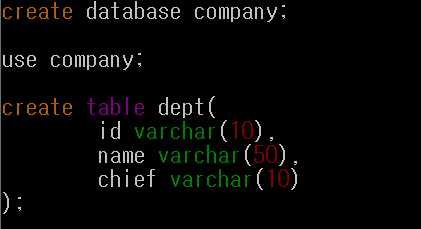 create database company;
use company;
create table dept(
id varchar(10),
name varchar(50),
chief varchar(10)
);